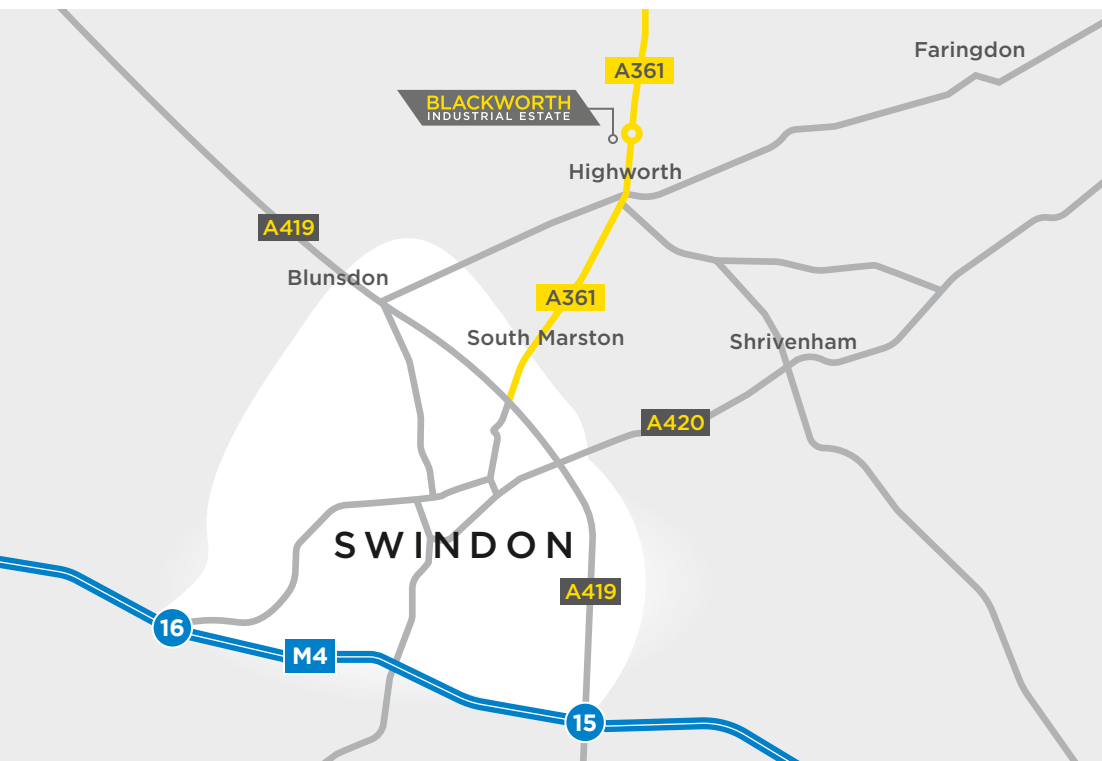 Faringdon
A361
BLACKWORTH
INDUSTRIAL ESTATE
Highworth
A419
Blunsdon
A361
South Marston
Shrivenham
A420
SWINDON
A419
16
M4
15